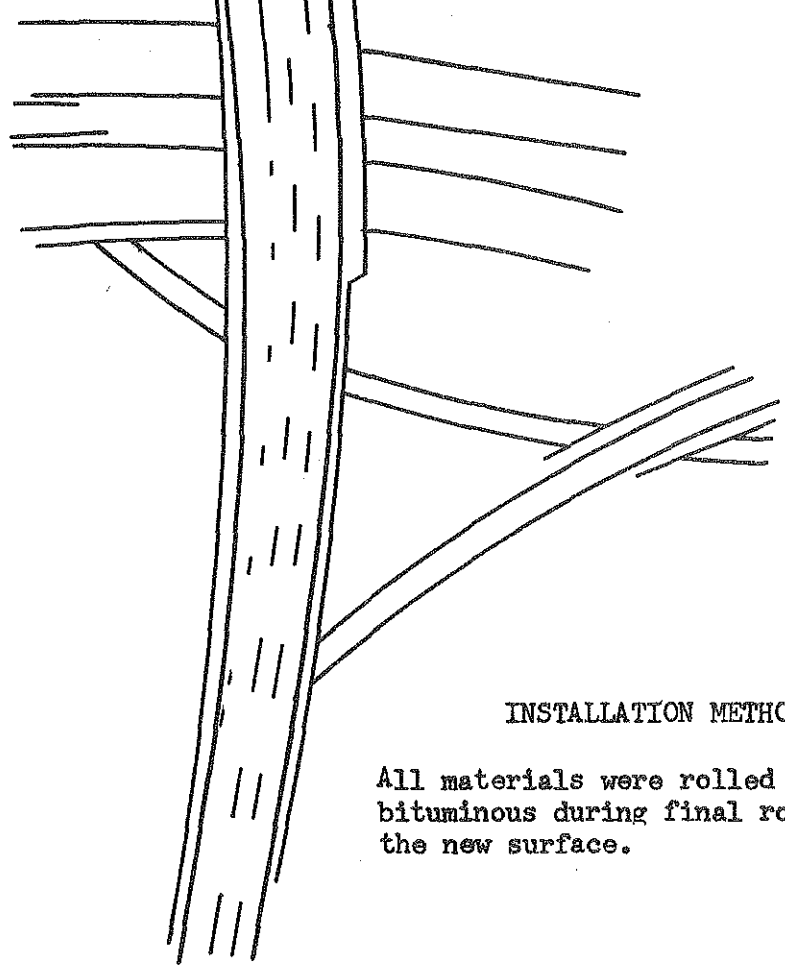 INSTALLATION METHO
All materials were rolled
bituminous during final ro
the new surface.